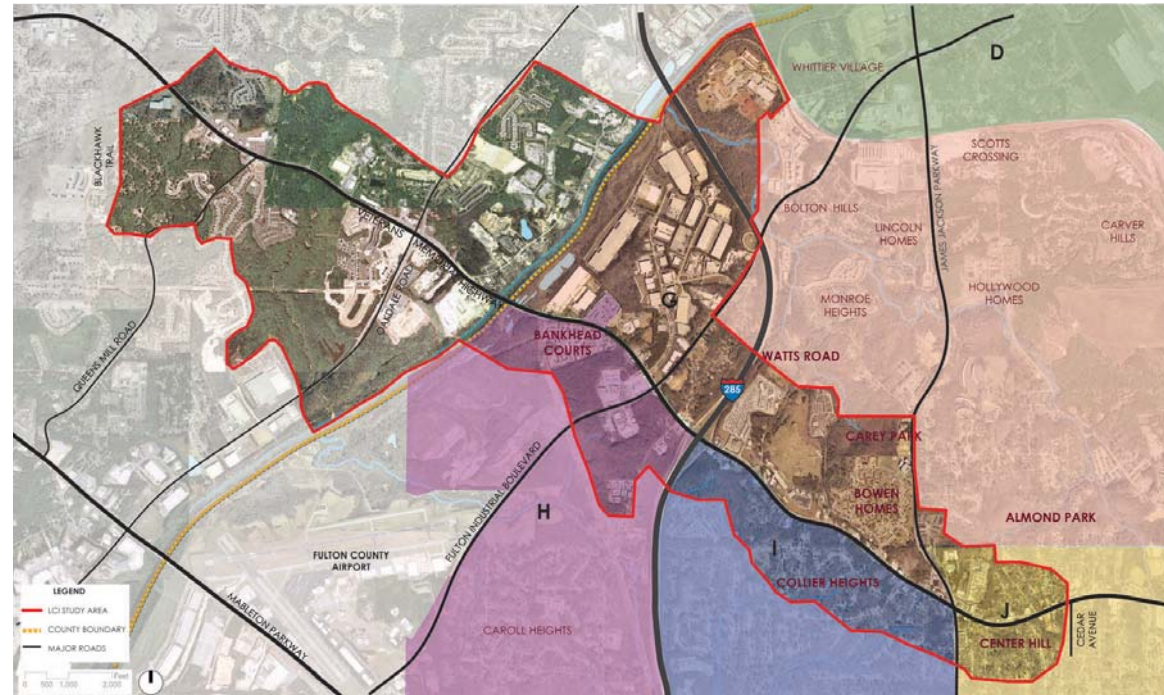 D
WHITTIER VILLAGE
SCOTTS
CROSSING
BLACKHAWK
TRAIL
BOLTON HILLS
LINCOLN
HOMES
JAMES JACKSON PARKWAY
CARVER
HILLS
VETERANS MEMORIAL HIGHWAY
OAKDALE ROAD
G
MONROE
HEIGHTS
HOLLYWOOD
HOMES
QUEENS MILL ROAD
BANKHEAD
COURTS
WATTS ROAD
285
CAREY PARK
BOWEN
HOMES
ALMOND PARK
FULTON INDUSTRIAL BOULEVARD
H
FULTON COUNTY
AIRPORT
I
COLLIER HEIGHTS
MABLETON PARKWAY
CAROLL HEIGHTS
J
CENTER HILL
CEDAR
AVENUE
LEGEND
LCI STUDY AREA
COUNTY BOUNDARY
MAJOR ROADS
Feet
0 500 1,000 2,000